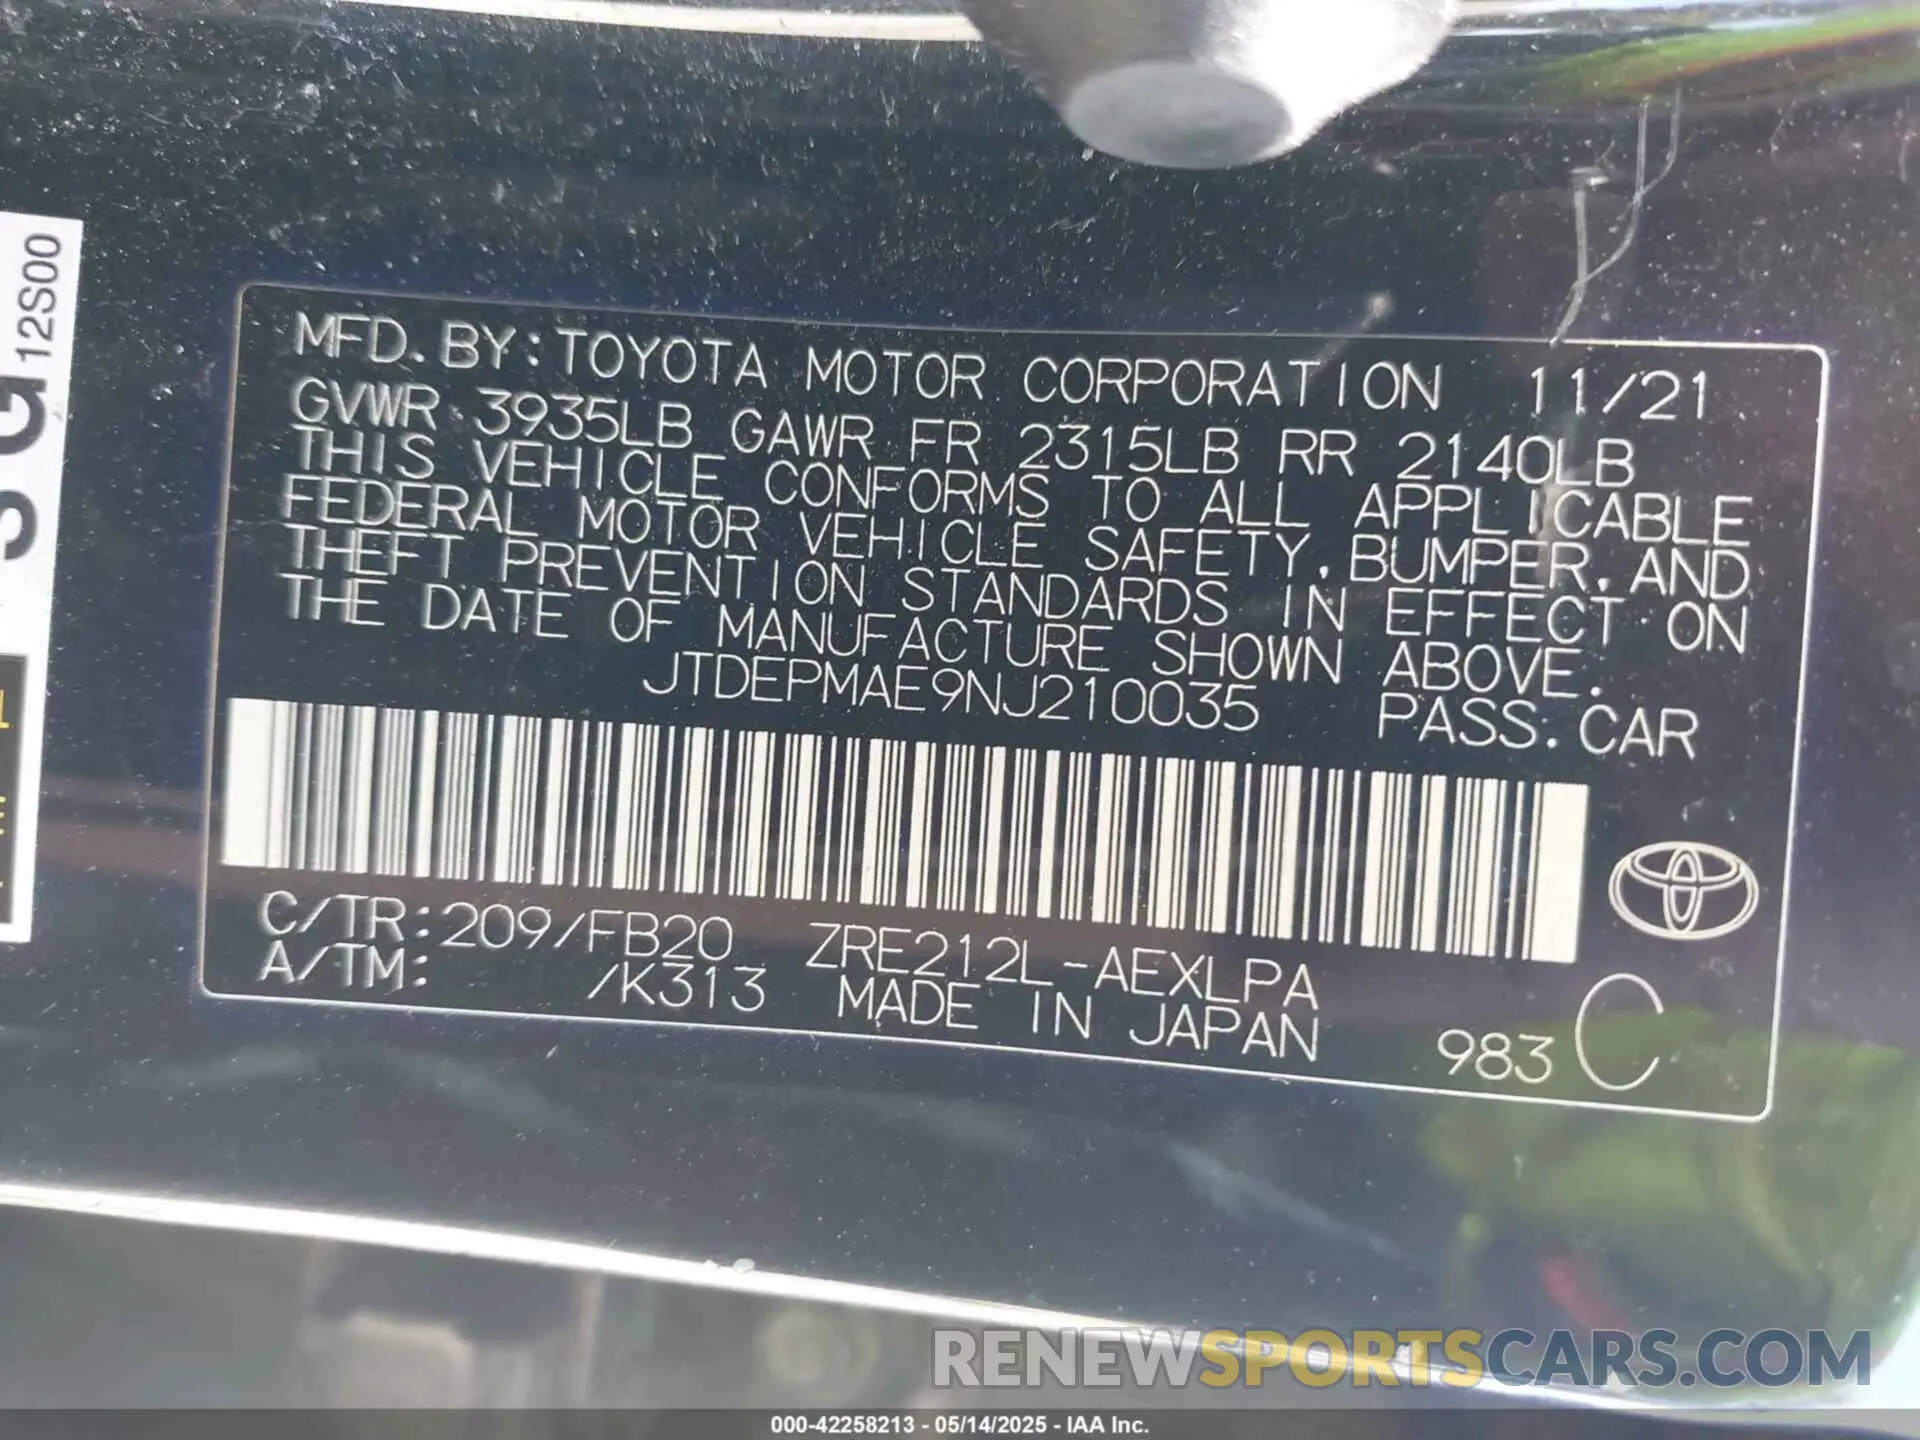 12S00
MFD. BY: TOYOTA MOTOR CORPORATION 11/21
GVWR 3935LB GAWR FR 2315LB RR 2140LB
THIS VEHICLE CONFORMS TO ALL APPLICABLE
FEDERAL MOTOR VEHICLE SAFETY, BUMPER, AND
THEFT PREVENTION STANDARDS IN EFFECT ON
THE DATE OF MANUFACTURE SHOWN ABOVE.
JTDEPMAE9NJ210035 PASS. CAR
C/TR: 209/FB20 ZRE212L-AEXLPA
A/TM: /K313 MADE IN JAPAN 983 C
RENEWSPORTSCARS.COM
000-42258213 - 05/14/2025 - IAA Inc.